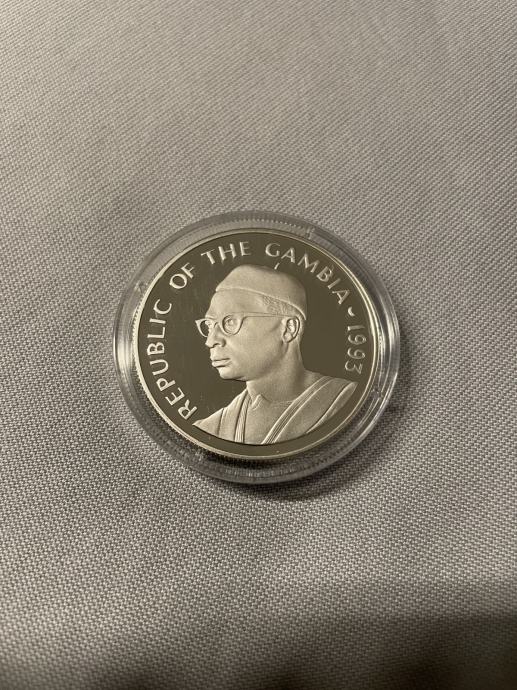 REPUBLIC OF THE GAMBIA • 1993